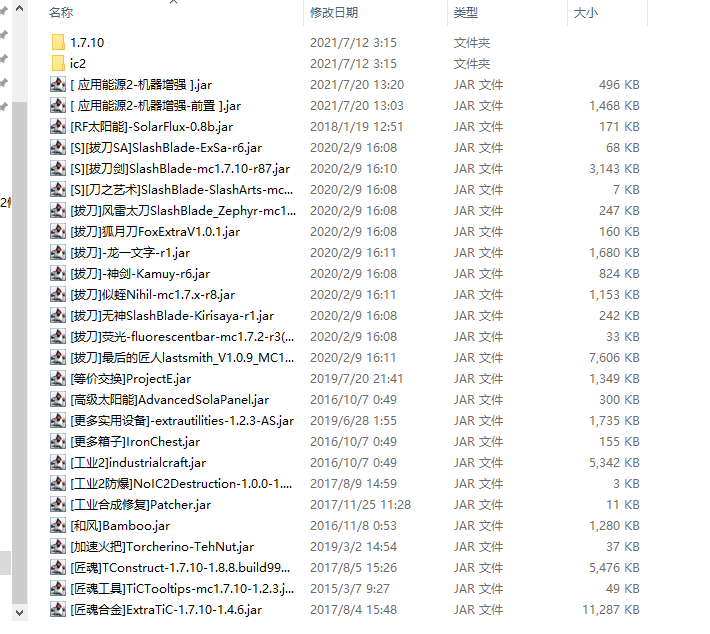 名称 修改日期 类型 大小
1.7.10 2021/7/12 3:15 文件夹
ic2 2021/7/12 3:15 文件夹
[ 应用能源2-机器增强 ].jar 2021/7/20 13:20 JAR 文件 496 KB
[ 应用能源2-机器增强-前置 ].jar 2021/7/20 13:03 JAR 文件 1,468 KB
[RF太阳能]-SolarFlux-0.8b.jar 2018/1/19 12:51 JAR 文件 171 KB
[S][拔刀SA]SlashBlade-ExSa-r6.jar 2020/2/9 16:08 JAR 文件 68 KB
[S][拔刀剑]SlashBlade-mc1.7.10-r87.jar 2020/2/9 16:10 JAR 文件 3,143 KB
[S][刀之艺术]SlashBlade-SlashArts-mc... 2020/2/9 16:08 JAR 文件 7 KB
[拔刀]风雷太刀SlashBlade_Zephyr-mc1... 2020/2/9 16:08 JAR 文件 247 KB
[拔刀]狐月刀FoxExtraV1.0.1.jar 2020/2/9 16:08 JAR 文件 160 KB
[拔刀]-龙一文字-r1.jar 2020/2/9 16:11 JAR 文件 1,680 KB
[拔刀]-神剑-Kamuy-r6.jar 2020/2/9 16:08 JAR 文件 824 KB
[拔刀]似蛭Nihil-mc1.7.x-r8.jar 2020/2/9 16:11 JAR 文件 1,153 KB
[拔刀]无神SlashBlade-Kirisaya-r1.jar 2020/2/9 16:08 JAR 文件 242 KB
[拔刀]荧光-fluorescentbar-mc1.7.2-r3(... 2020/2/9 16:08 JAR 文件 33 KB
[拔刀]最后的匠人lastsmith_V1.0.9_MC1... 2020/2/9 16:11 JAR 文件 7,606 KB
[等价交换]ProjectE.jar 2019/7/20 21:41 JAR 文件 1,349 KB
[高级太阳能]AdvancedSolaPanel.jar 2016/10/7 0:49 JAR 文件 300 KB
[更多实用设备]-extrautilities-1.2.3-AS.jar 2019/6/28 1:55 JAR 文件 1,735 KB
[更多箱子]IronChest.jar 2016/10/7 0:49 JAR 文件 155 KB
[工业2]industrialcraft.jar 2016/10/7 0:49 JAR 文件 5,342 KB
[工业2防爆]NoIC2Destruction-1.0.0-1.... 2017/8/9 14:59 JAR 文件 3 KB
[工业合成修复]Patcher.jar 2017/11/25 11:28 JAR 文件 11 KB
[和风]Bamboo.jar 2016/11/8 0:53 JAR 文件 1,280 KB
[加速火把]Torcherino-TehNut.jar 2019/3/2 14:54 JAR 文件 37 KB
[匠魂]TConstruct-1.7.10-1.8.8.build99... 2017/8/5 15:26 JAR 文件 5,476 KB
[匠魂工具]TiCTooltips-mc1.7.10-1.2.3.j... 2015/3/7 9:27 JAR 文件 49 KB
[匠魂合金]ExtraTiC-1.7.10-1.4.6.jar 2017/8/4 15:48 JAR 文件 11,287 KB